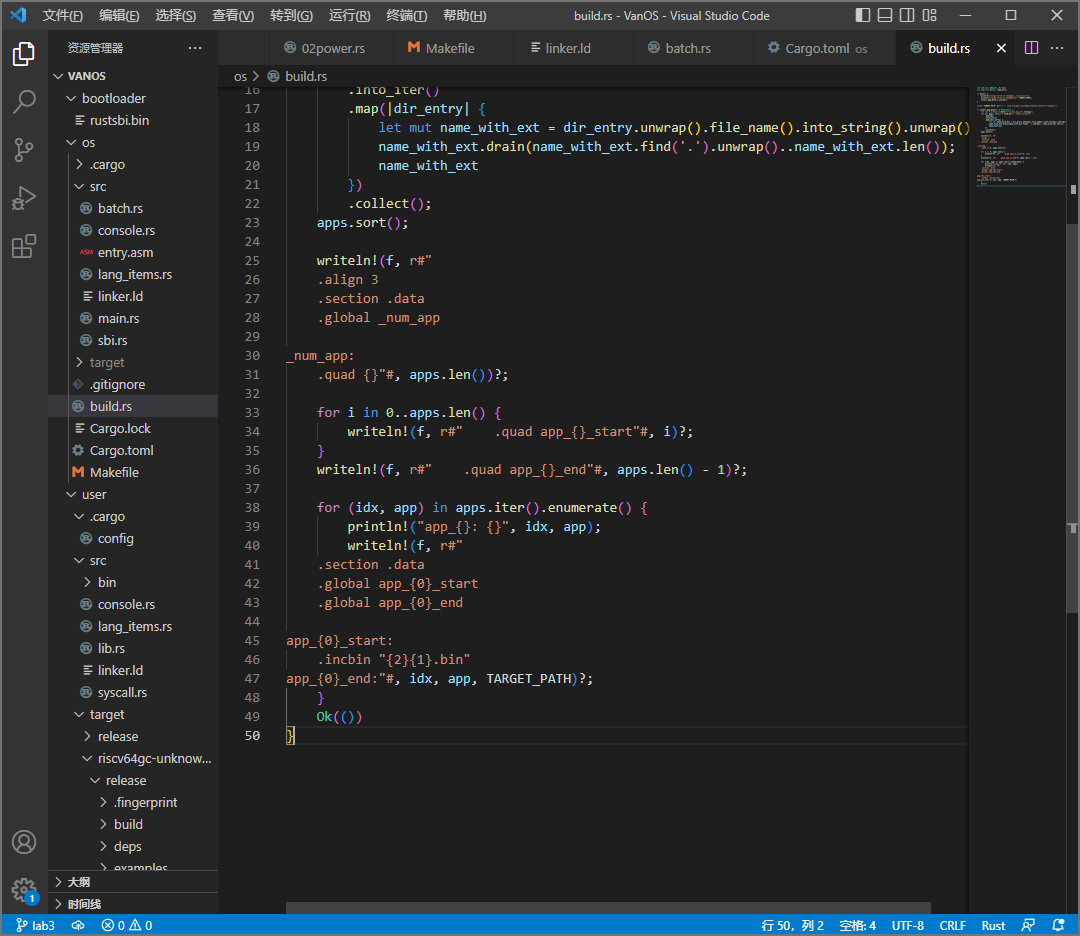 文件(F) 编辑(E) 选择(S) 查看(V) 转到(G) 运行(R) 终端(T) 帮助(H) build.rs - VanOS - Visual Studio Code
资源管理器 ···
02power.rs Makefile linker.ld batch.rs Cargo.toml os build.rs
os > build.rs
VANOS
bootloader
rustsbi.bin
os
.cargo
src
batch.rs
console.rs
ASM entry.asm
lang_items.rs
linker.ld
main.rs
sbi.rs
target
.gitignore
build.rs
Cargo.lock
Cargo.toml
Makefile
user
.cargo
config
src
bin
console.rs
lang_items.rs
lib.rs
linker.ld
syscall.rs
target
release
riscv64gc-unknow...
release
.fingerprint
build
deps
examples
大纲
时间线
16 .into_iter()
17 .map(|dir_entry| {
18 let mut name_with_ext = dir_entry.unwrap().file_name().into_string().unwrap()
19 name_with_ext.drain(name_with_ext.find('.').unwrap()..name_with_ext.len());
20 name_with_ext
21 })
22 .collect();
23 apps.sort();
24
25 writeln!(f, r#"
26 .align 3
27 .section .data
28 .global _num_app
29
30 _num_app:
31 .quad {}"#, apps.len())?;
32
33 for i in 0..apps.len() {
34 writeln!(f, r#"    .quad app_{}_start"#, i)?;
35 }
36 writeln!(f, r#"    .quad app_{}_end"#, apps.len() - 1)?;
37
38 for (idx, app) in apps.iter().enumerate() {
39 println!("app_{}: {}", idx, app);
40 writeln!(f, r#"
41 .section .data
42 .global app_{0}_start
43 .global app_{0}_end
44
45 app_{0}_start:
46 .incbin "{2}{1}.bin"
47 app_{0}_end:"#, idx, app, TARGET_PATH)?;
48 }
49 Ok(())
50 }
1
lab3 0 0 行 50，列 2 空格: 4 UTF-8 CRLF Rust